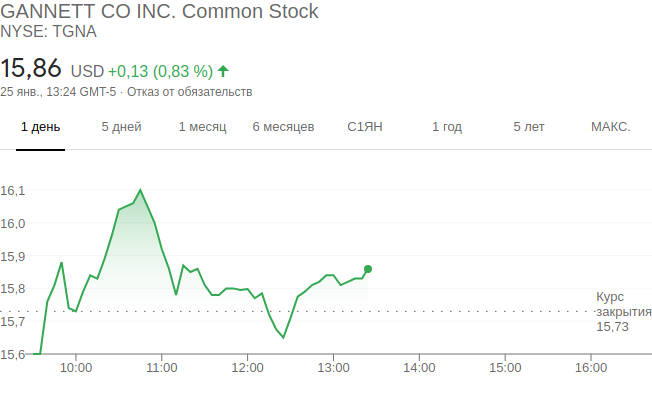 GANNETT CO INC. Common Stock
NYSE: TGNA
15,86 USD +0,13 (0,83 %)
25 янв., 13:24 GMT-5 · Отказ от обязательств
1 день 5 дней 1 месяц 6 месяцев С1ЯН 1 год 5 лет МАКС.
16,1
16,0
15,9
15,8
Курс
закрытия
15,73
15,7
15,6
10:00 11:00 12:00 13:00 14:00 15:00 16:00